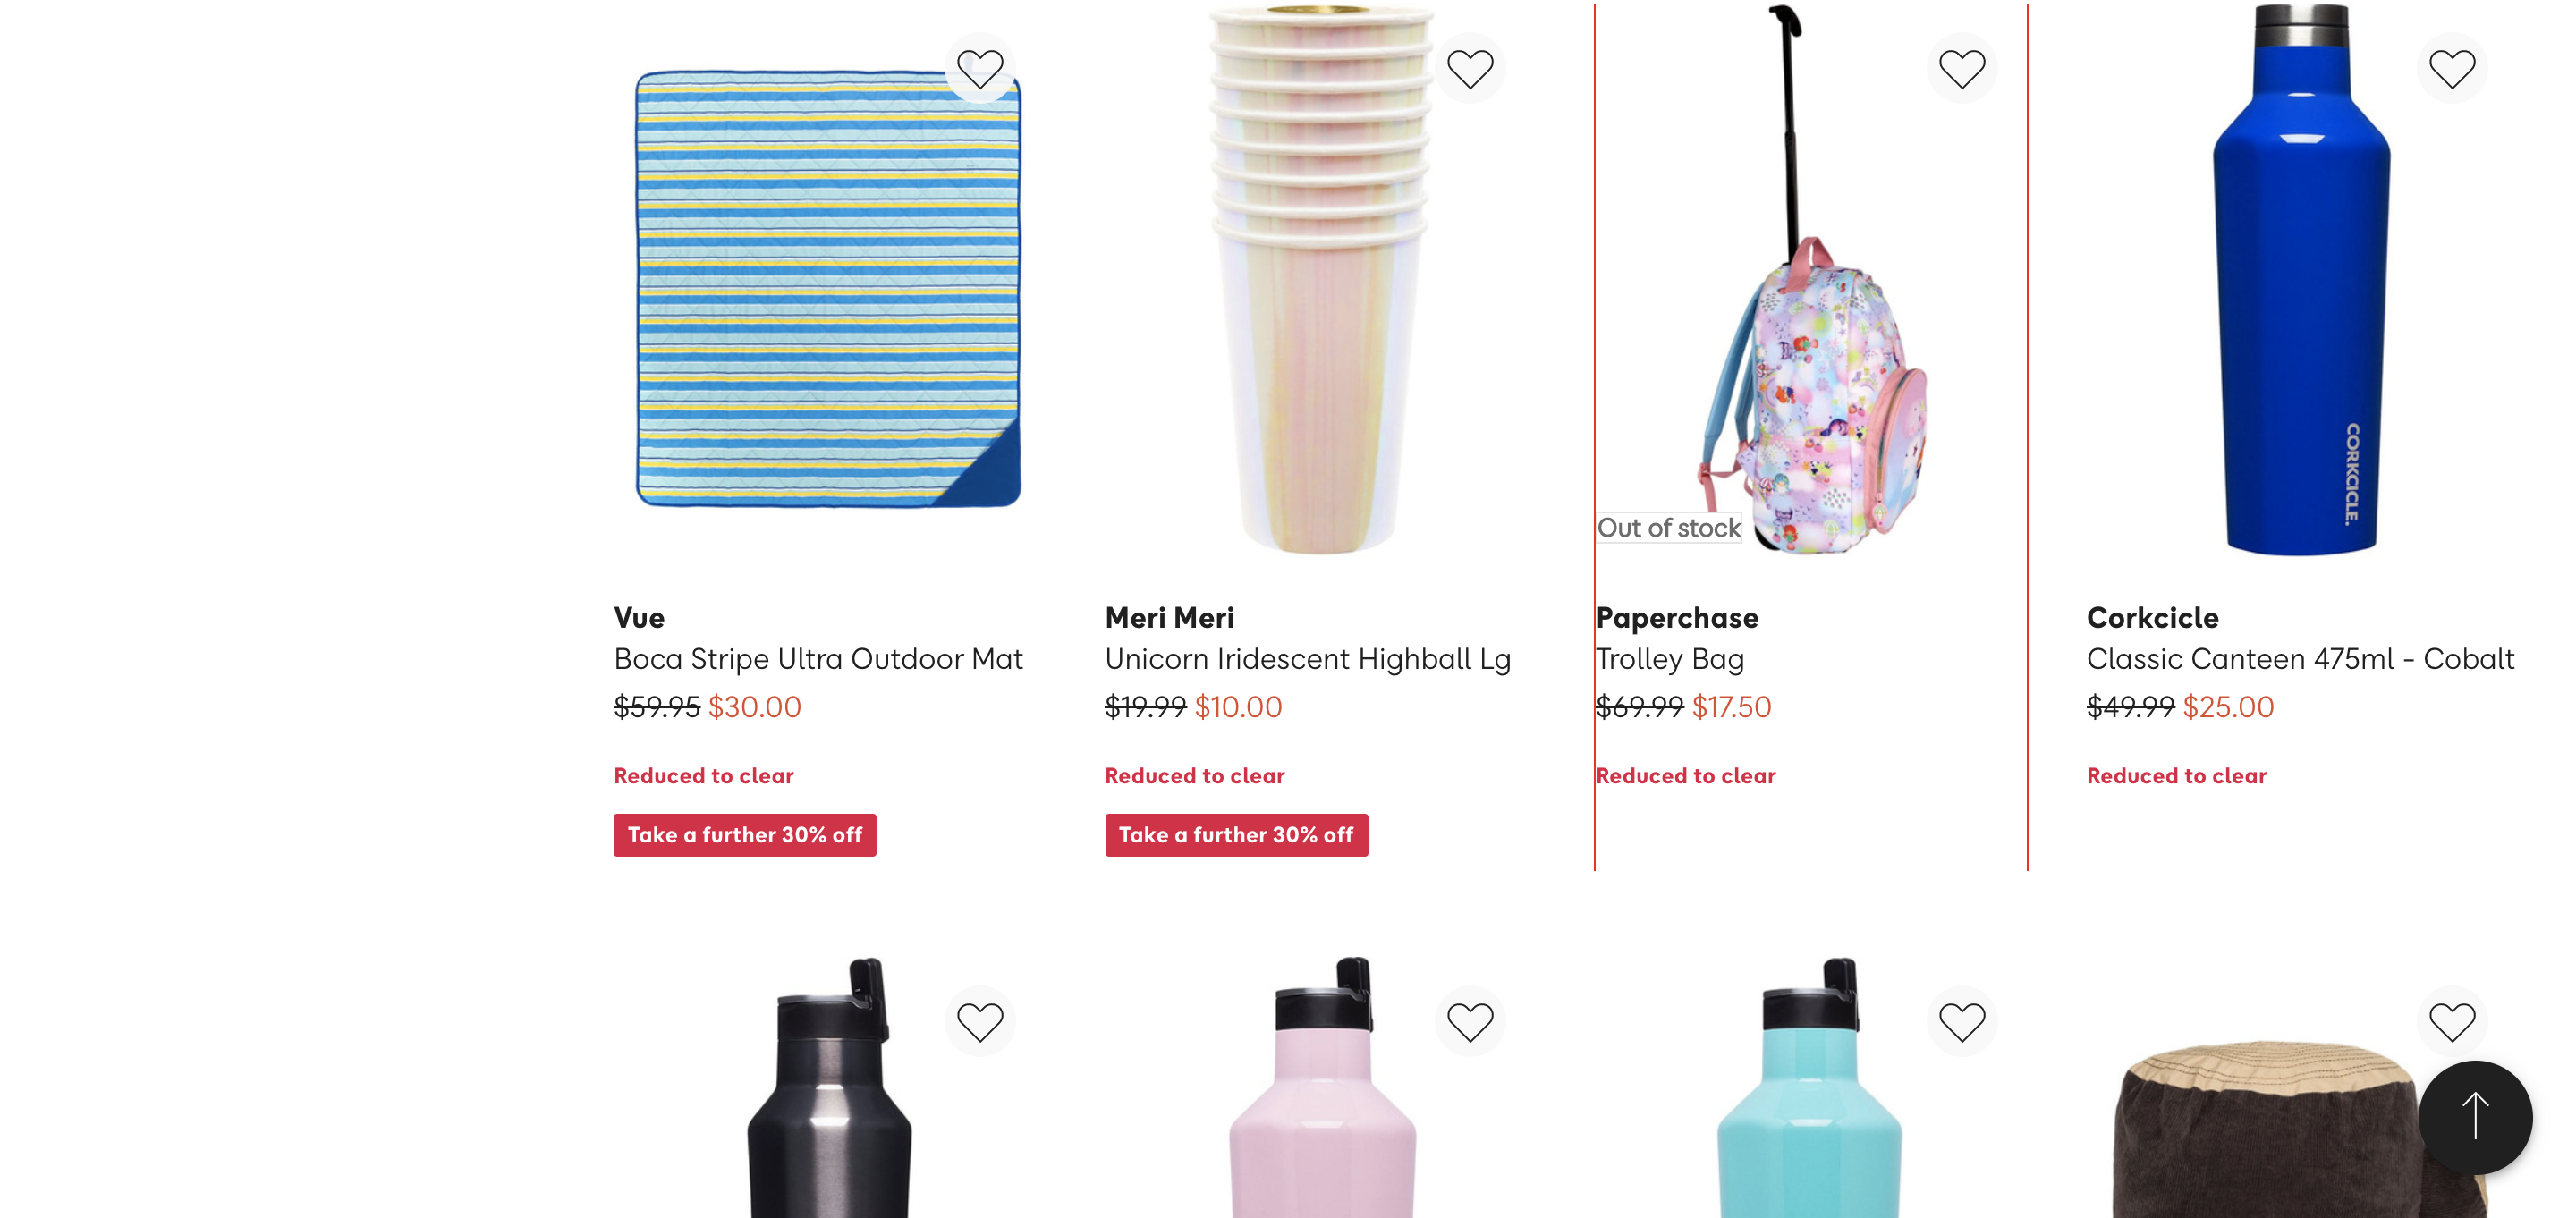 CORKCICLE.
Out of stock
Vue
Boca Stripe Ultra Outdoor Mat
$59.95 $30.00
Reduced to clear
Take a further 30% off
Meri Meri
Unicorn Iridescent Highball Lg
$19.99 $10.00
Reduced to clear
Take a further 30% off
Paperchase
Trolley Bag
$69.99 $17.50
Reduced to clear
Corkcicle
Classic Canteen 475ml - Cobalt
$49.99 $25.00
Reduced to clear